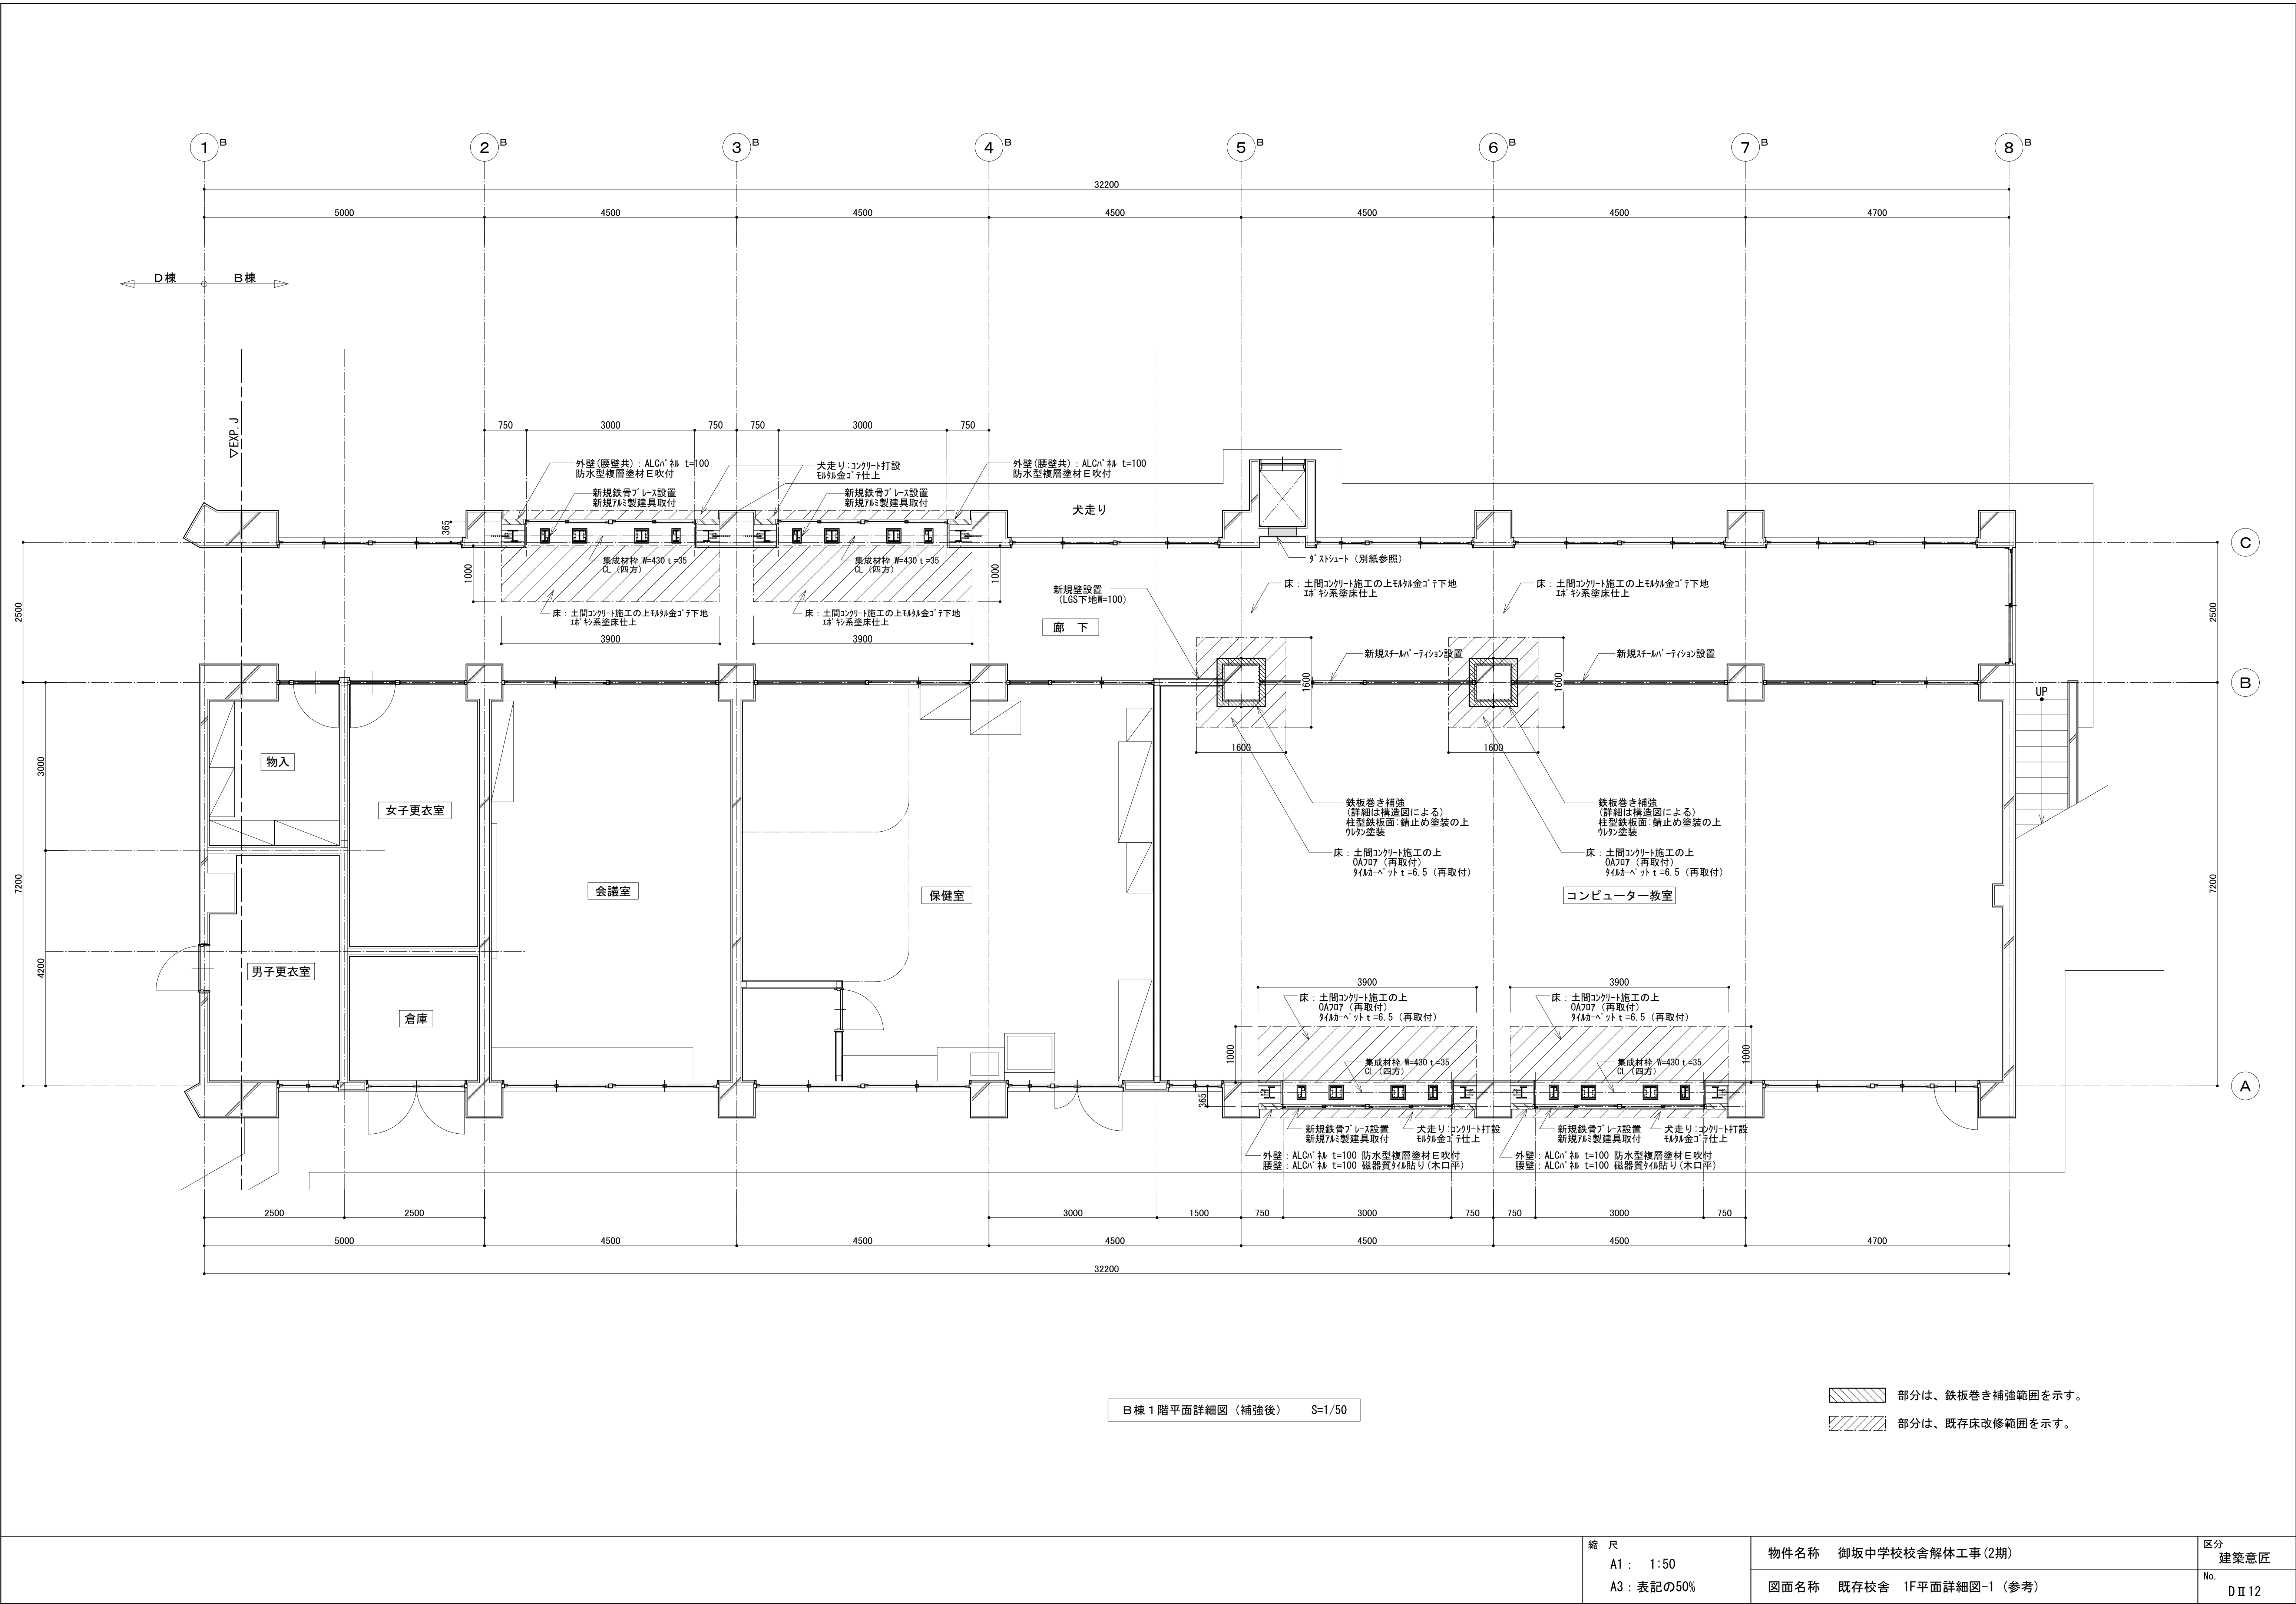 1 B
2 B
3 B
4 B
5 B
6 B
7 B
8 B
32200
5000
4500
4500
4500
4500
4500
4700
D棟
B棟
▽EXP.J
750
3000
750
750
3000
750
外壁(腰壁共):ALCパネル t=100
防水型複層塗材E吹付
犬走り:コンクリート打設
モルタル金ゴテ仕上
外壁(腰壁共):ALCパネル t=100
防水型複層塗材E吹付
新規鉄骨ブレース設置
新規アルミ製建具取付
新規鉄骨ブレース設置
新規アルミ製建具取付
犬走り
365
C
集成材枠 W=430 t=35
CL (四方)
集成材枠 W=430 t=35
CL (四方)
ダストシュート (別紙参照)
1000
1000
新規壁設置
(LGS下地W=100)
床:土間コンクリート施工の上モルタル金ゴテ下地
エポキシ系塗床仕上
床:土間コンクリート施工の上モルタル金ゴテ下地
エポキシ系塗床仕上
床:土間コンクリート施工の上モルタル金ゴテ下地
エポキシ系塗床仕上
床:土間コンクリート施工の上モルタル金ゴテ下地
エポキシ系塗床仕上
2500
2500
廊 下
3900
3900
新規スチールパーティション設置
新規スチールパーティション設置
1600
1600
B
UP
1600
1600
物入
3000
女子更衣室
鉄板巻き補強
(詳細は構造図による)
柱型鉄板面:錆止め塗装の上
ウレタン塗装
鉄板巻き補強
(詳細は構造図による)
柱型鉄板面:錆止め塗装の上
ウレタン塗装
床:土間コンクリート施工の上
OAフロア (再取付)
タイルカーペット t=6.5 (再取付)
床:土間コンクリート施工の上
OAフロア (再取付)
タイルカーペット t=6.5 (再取付)
7200
7200
会議室
保健室
コンピューター教室
4200
男子更衣室
倉庫
3900
3900
床:土間コンクリート施工の上
OAフロア (再取付)
タイルカーペット t=6.5 (再取付)
床:土間コンクリート施工の上
OAフロア (再取付)
タイルカーペット t=6.5 (再取付)
1000
1000
集成材枠 W=430 t=35
CL (四方)
集成材枠 W=430 t=35
CL (四方)
A
365
新規鉄骨ブレース設置
新規アルミ製建具取付
犬走り:コンクリート打設
モルタル金ゴテ仕上
新規鉄骨ブレース設置
新規アルミ製建具取付
犬走り:コンクリート打設
モルタル金ゴテ仕上
外壁:ALCパネル t=100 防水型複層塗材E吹付
腰壁:ALCパネル t=100 磁器質タイル貼り(木口平)
外壁:ALCパネル t=100 防水型複層塗材E吹付
腰壁:ALCパネル t=100 磁器質タイル貼り(木口平)
2500
2500
3000
1500
750
3000
750
750
3000
750
5000
4500
4500
4500
4500
4500
4700
32200
B棟1階平面詳細図(補強後) S=1/50
部分は、鉄板巻き補強範囲を示す。
部分は、既存床改修範囲を示す。
縮 尺
A1: 1:50
A3:表記の50%
物件名称 御坂中学校校舎解体工事(2期)
図面名称 既存校舎 1F平面詳細図-1 (参考)
区分
建築意匠
No.
DⅡ12